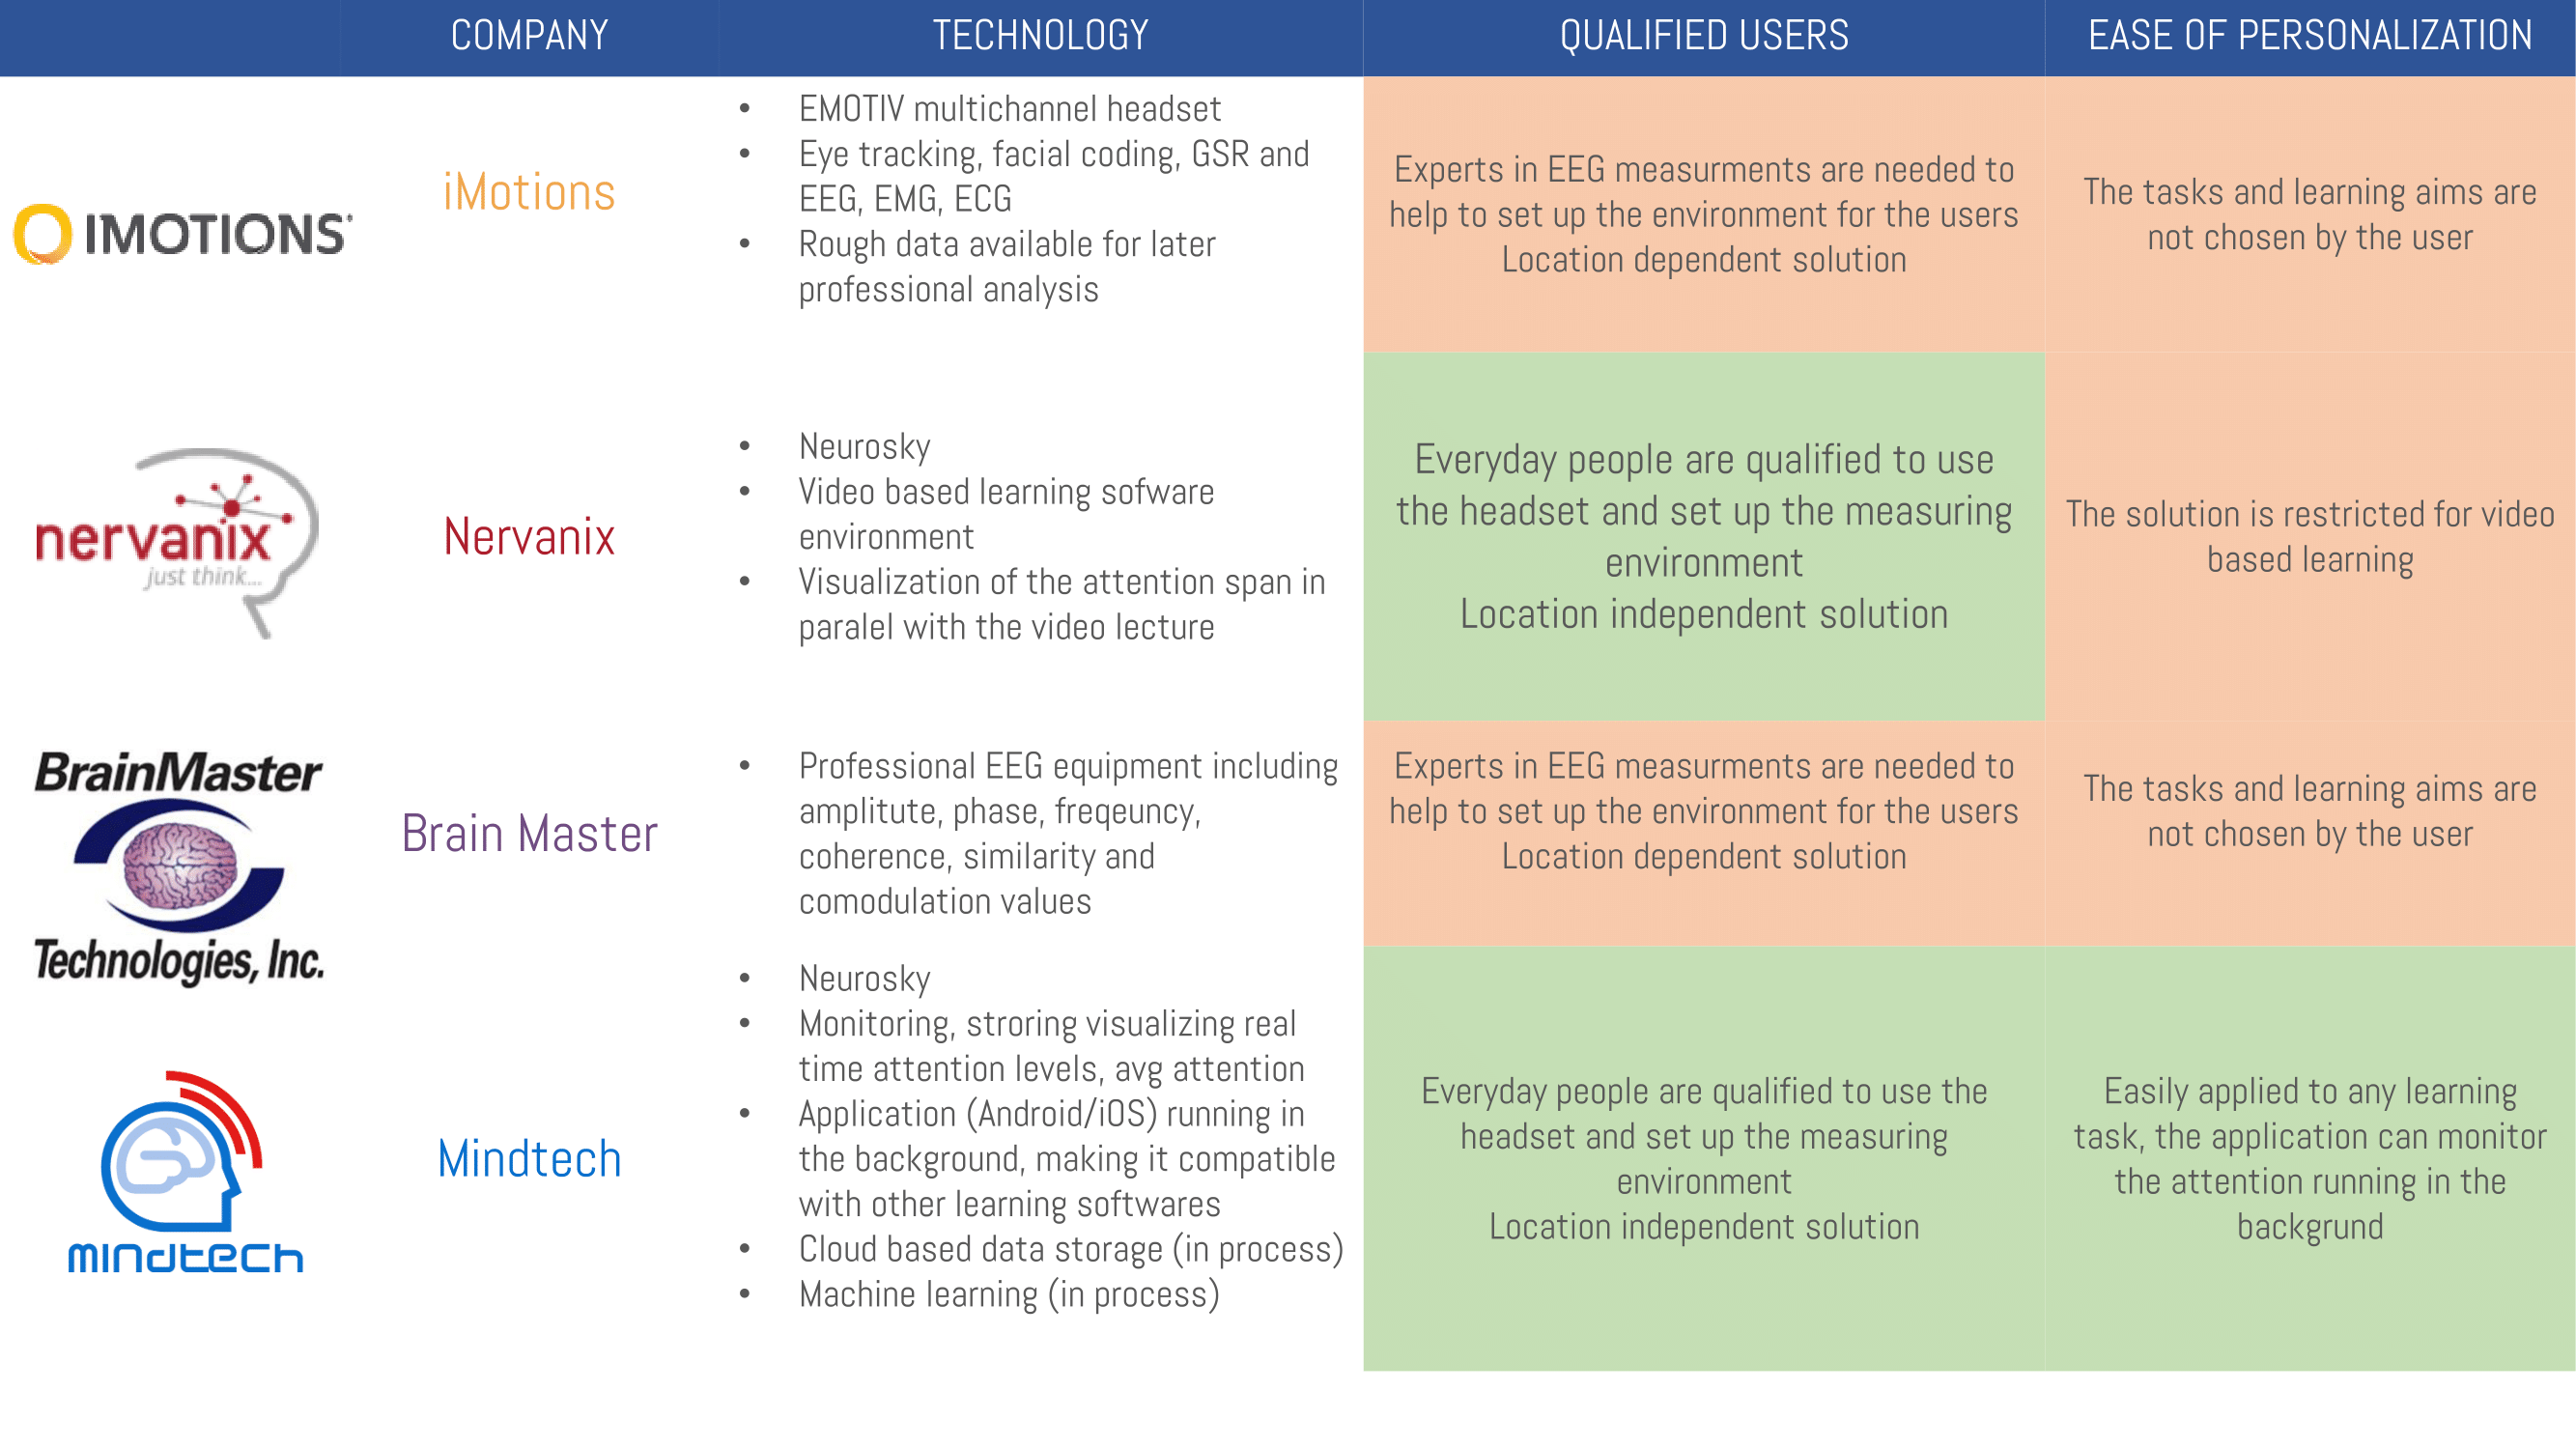 COMPANY
TECHNOLOGY
QUALIFIED USERS
EASE OF PERSONALIZATION
IMOTIONS
iMotions
• EMOTIV multichannel headset
• Eye tracking, facial coding, GSR and
EEG, EMG, ECG
• Rough data available for later
professional analysis
Experts in EEG measurments are needed to
help to set up the environment for the users
Location dependent solution
The tasks and learning aims are
not chosen by the user
nervanix
just think...
Nervanix
• Neurosky
• Video based learning sofware
environment
• Visualization of the attention span in
paralel with the video lecture
Everyday people are qualified to use
the headset and set up the measuring
environment
Location independent solution
The solution is restricted for video
based learning
BrainMaster
Technologies, Inc.
Brain Master
• Professional EEG equipment including
amplitute, phase, freqeuncy,
coherence, similarity and
comodulation values
Experts in EEG measurments are needed to
help to set up the environment for the users
Location dependent solution
The tasks and learning aims are
not chosen by the user
mindtech
Mindtech
• Neurosky
• Monitoring, stroring visualizing real
time attention levels, avg attention
• Application (Android/iOS) running in
the background, making it compatible
with other learning softwares
• Cloud based data storage (in process)
• Machine learning (in process)
Everyday people are qualified to use the
headset and set up the measuring
environment
Location independent solution
Easily applied to any learning
task, the application can monitor
the attention running in the
backgrund